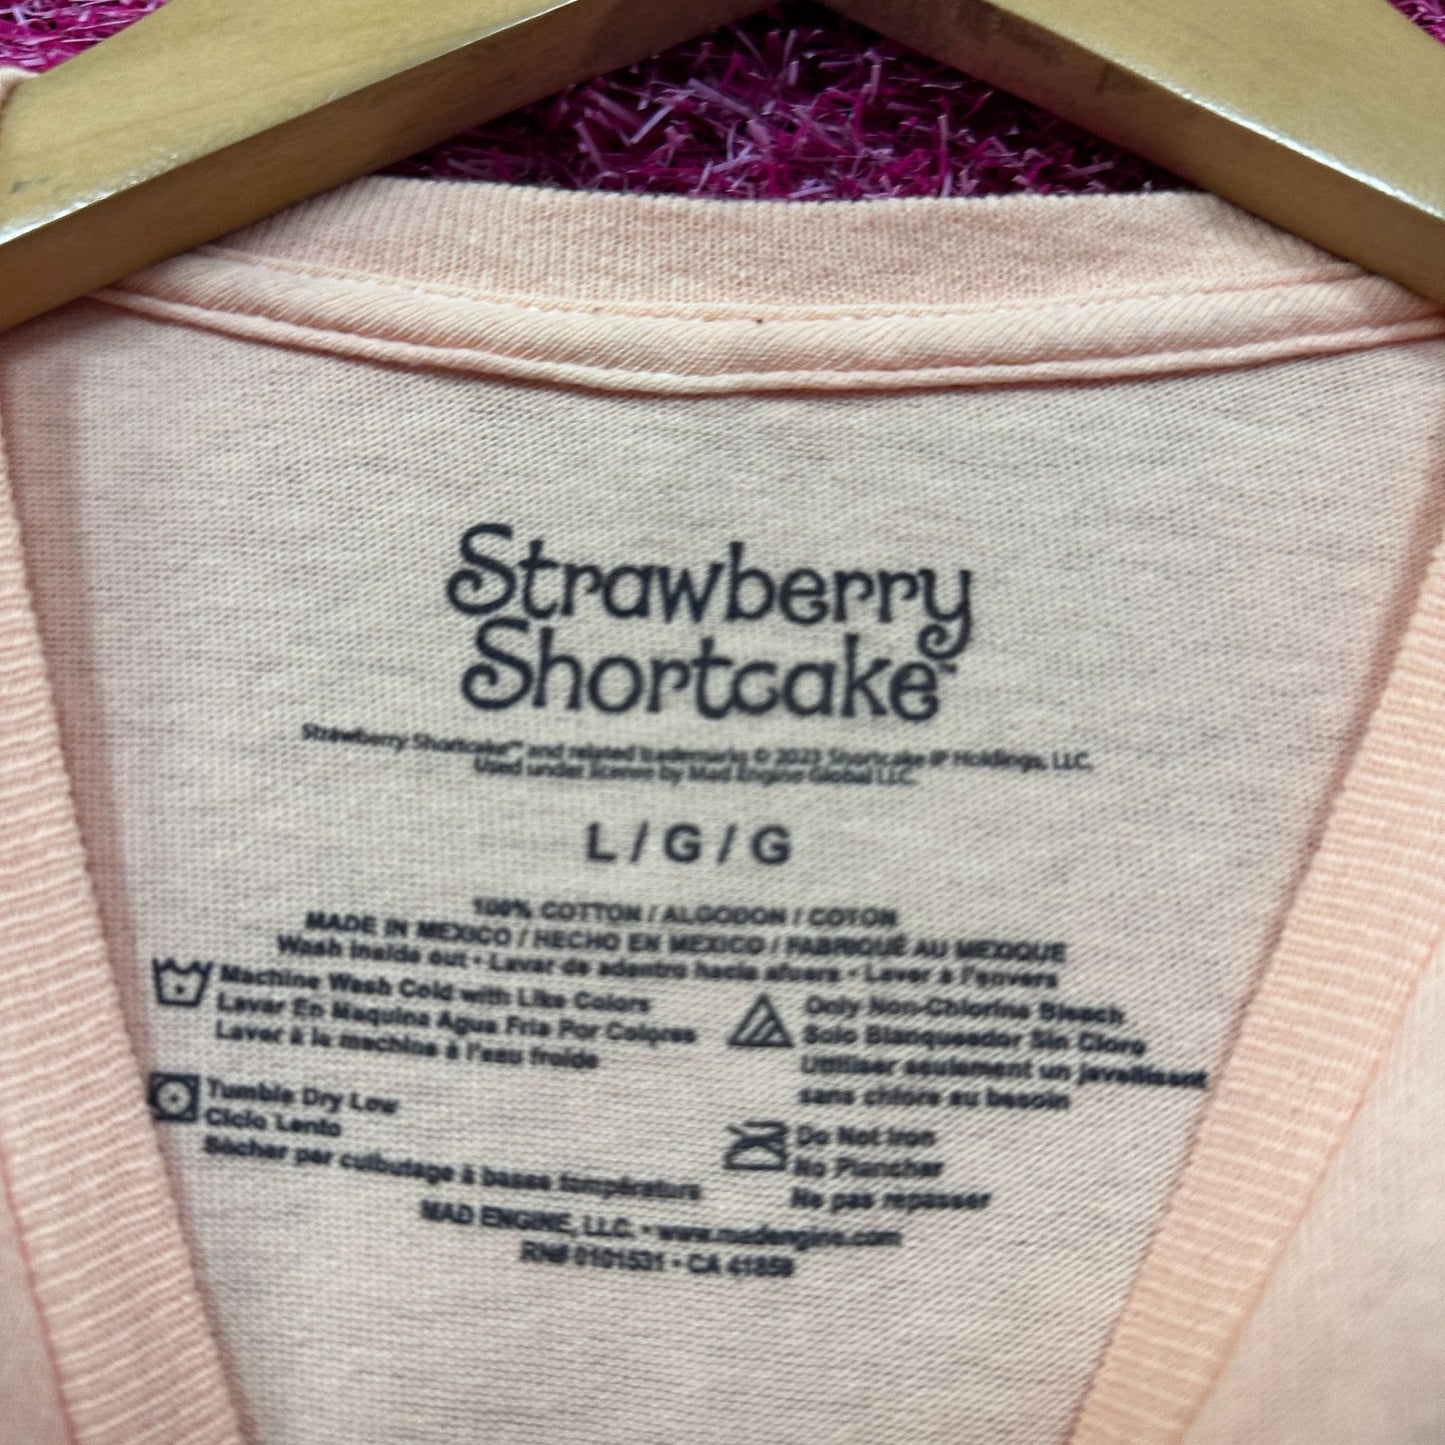 Strawberry
Shortcake™
Strawberry Shortcake™ and related trademarks © 2023 Shortcake IP Holdings, LLC.
Used under license by Mad Engine Global LLC.
L / G / G
100% COTTON / ALGODON / COTON
MADE IN MEXICO / HECHO EN MEXICO / FABRIQUÉ AU MEXIQUE
Wash Inside out • Lavar de adentro hacia afuera • Laver à l'envers
Machine Wash Cold with Like Colors
Lavar En Maquina Agua Fria Por Colores
Laver à la machine à l'eau froide
Only Non-Chlorine Bleach
Solo Blanqueador Sin Cloro
Utiliser seulement un javellisant
sans chlore au besoin
Tumble Dry Low
Ciclo Lento
Sécher par culbutage à basse température
Do Not Iron
No Planchar
Ne pas repasser
MAD ENGINE, LLC. • www.madengine.com
RN# 0101531 • CA 41858